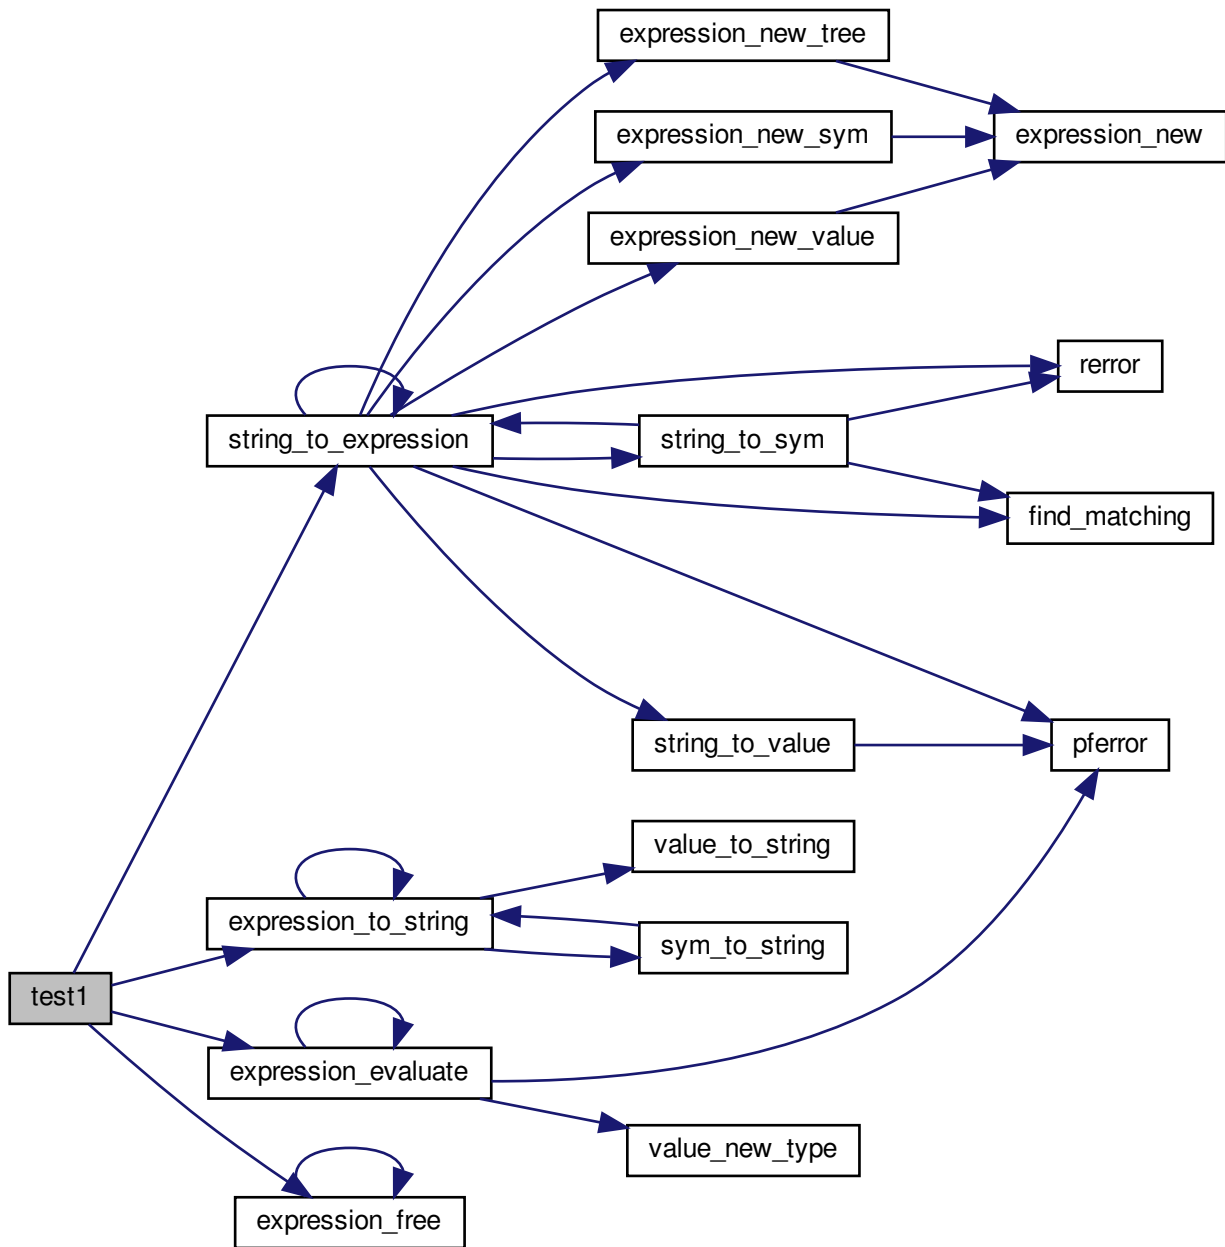 expression_new_tree
expression_new_sym
expression_new
expression_new_value
rerror
string_to_expression
string_to_sym
find_matching
string_to_value
pferror
value_to_string
expression_to_string
sym_to_string
test1
expression_evaluate
value_new_type
expression_free